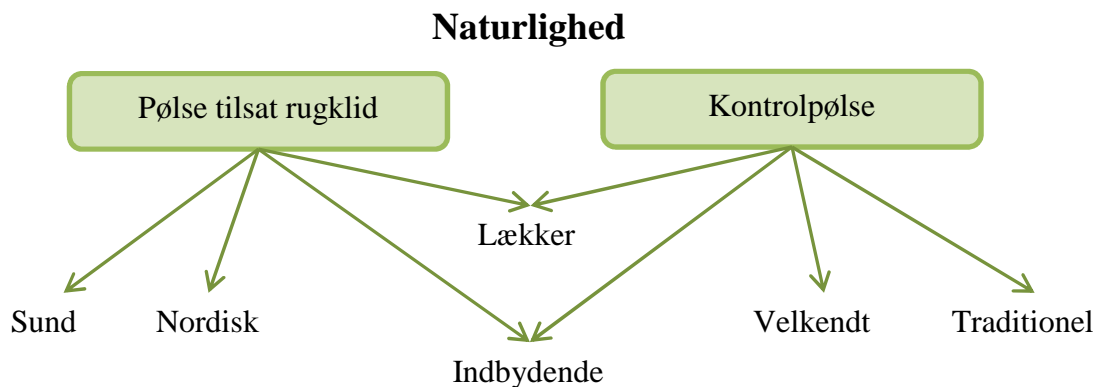 Naturlighed
Pølse tilsat rugklid
Kontrolpølse
Lækker
Sund
Nordisk
Velkendt
Traditionel
Indbydende